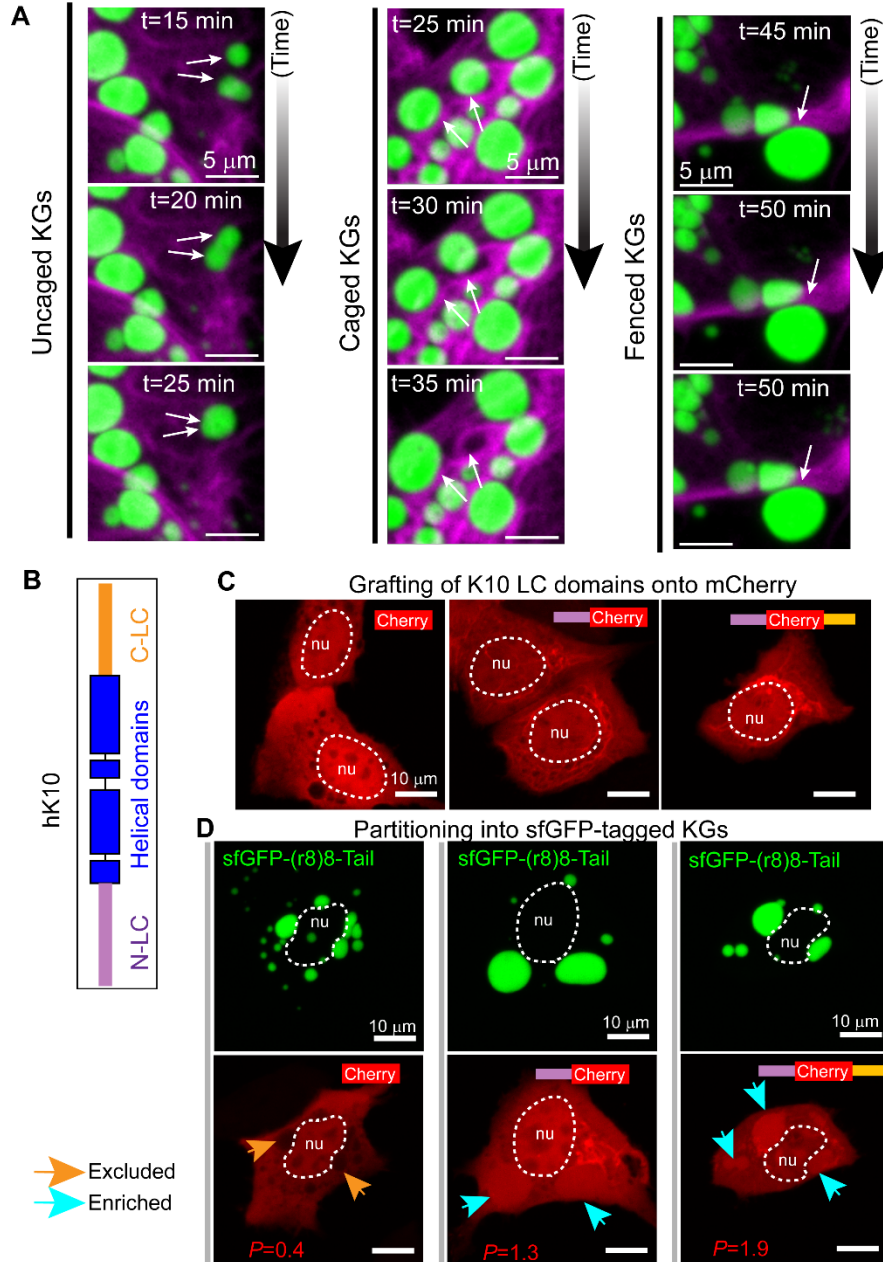 A
Uncaged KGs
t=15 min
5 μm
t=20 min
t=25 min
(Time)
Caged KGs
t=25 min
5 μm
t=30 min
t=35 min
(Time)
Fenced KGs
t=45 min
5 μm
t=50 min
t=50 min
(Time)
B
hK10
C-LC
Helical domains
N-LC
C
Grafting of K10 LC domains onto mCherry
Cherry
nu
nu
10 μm
Cherry
nu
nu
Cherry
nu
D
Partitioning into sfGFP-tagged KGs
sfGFP-(r8)8-Tail
nu
10 μm
sfGFP-(r8)8-Tail
nu
10 μm
sfGFP-(r8)8-Tail
nu
10 μm
Cherry
nu
P=0.4
Cherry
nu
P=1.3
Cherry
nu
P=1.9
Excluded
Enriched